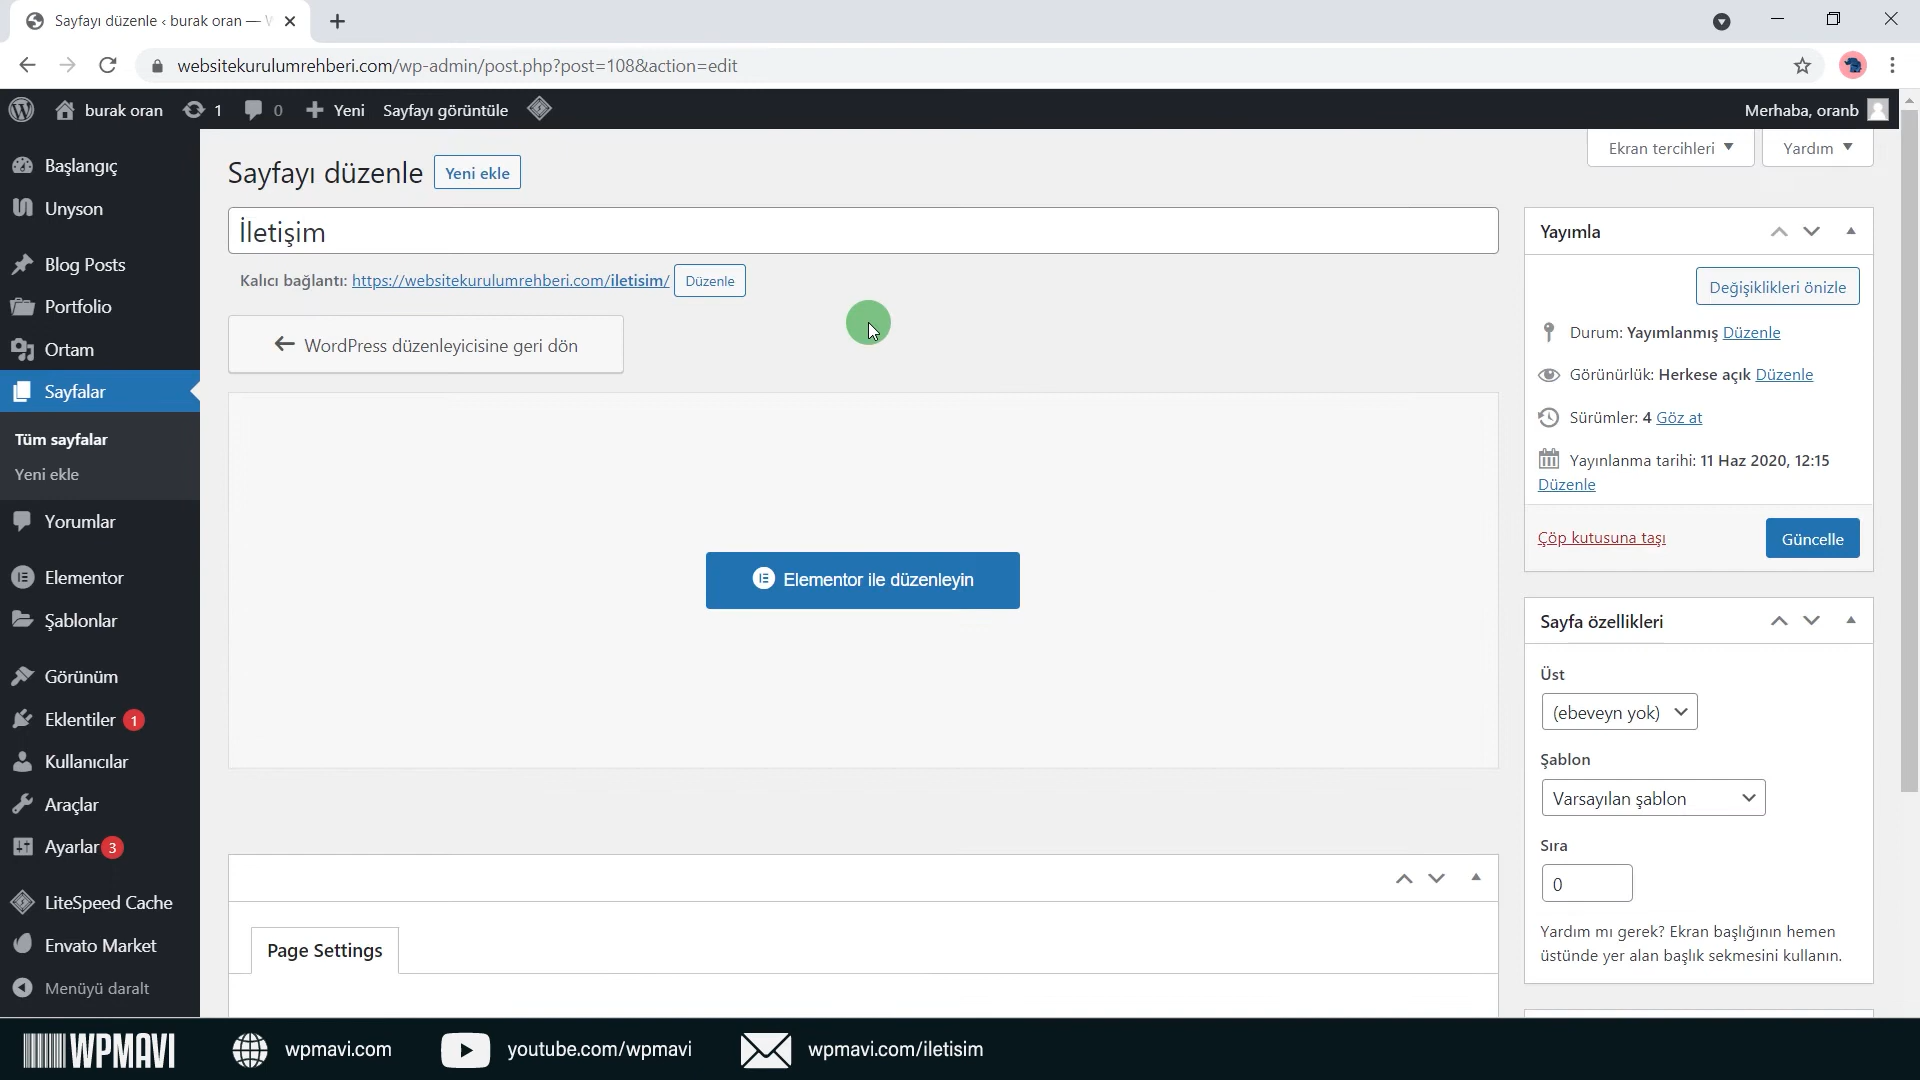 Sayfayı düzenle ‹ burak oran —
websitekurulumrehberi.com/wp-admin/post.php?post=108&action=edit
burak oran 1 0 Yeni Sayfayı görüntüle Merhaba, oranb
Başlangıç
Unyson
Blog Posts
Portfolio
Ortam
Sayfalar
Tüm sayfalar
Yeni ekle
Yorumlar
Elementor
Şablonlar
Görünüm
Eklentiler 1
Kullanıcılar
Araçlar
Ayarlar 3
LiteSpeed Cache
Envato Market
Menüyü daralt
Ekran tercihleri Yardım
Sayfayı düzenle Yeni ekle
İletişim
Kalıcı bağlantı: https://websitekurulumrehberi.com/iletisim/ Düzenle
WordPress düzenleyicisine geri dön
Elementor ile düzenleyin
Page Settings
Yayımla
Değişiklikleri önizle
Durum: Yayımlanmış Düzenle
Görünürlük: Herkese açık Düzenle
Sürümler: 4 Göz at
Yayınlanma tarihi: 11 Haz 2020, 12:15
Düzenle
Çöp kutusuna taşı Güncelle
Sayfa özellikleri
Üst
(ebeveyn yok)
Şablon
Varsayılan şablon
Sıra
0
Yardım mı gerek? Ekran başlığının hemen
üstünde yer alan başlık sekmesini kullanın.
WPMAVI wpmavi.com youtube.com/wpmavi wpmavi.com/iletisim